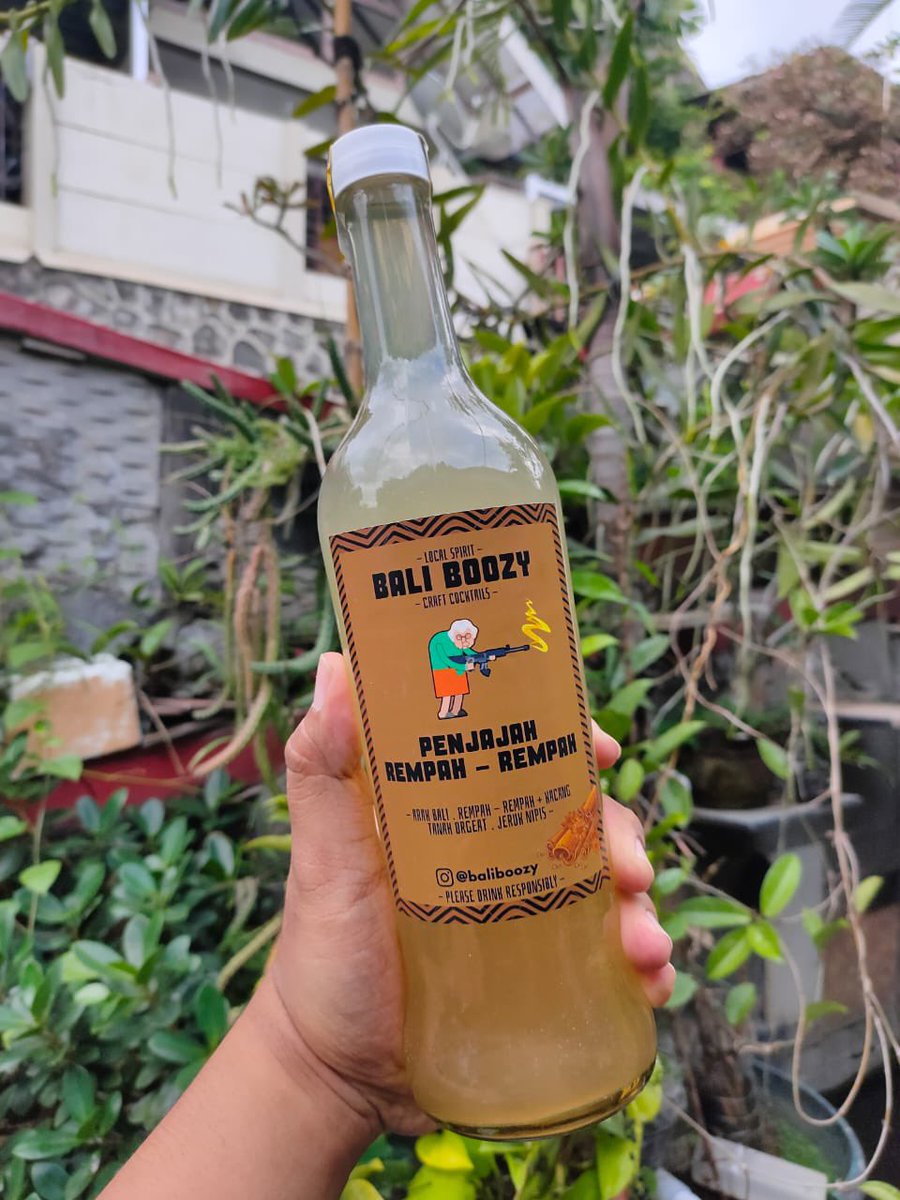 – LOCAL SPIRIT –
BALI BOOZY
– CRAFT COCKTAILS –
PENJAJAH
REMPAH – REMPAH
– ARAK BALI . REMPAH – REMPAH + KACANG
TANAH ORGEAT . JERUK NIPIS –
@baliboozy
– PLEASE DRINK RESPONSIBLY –